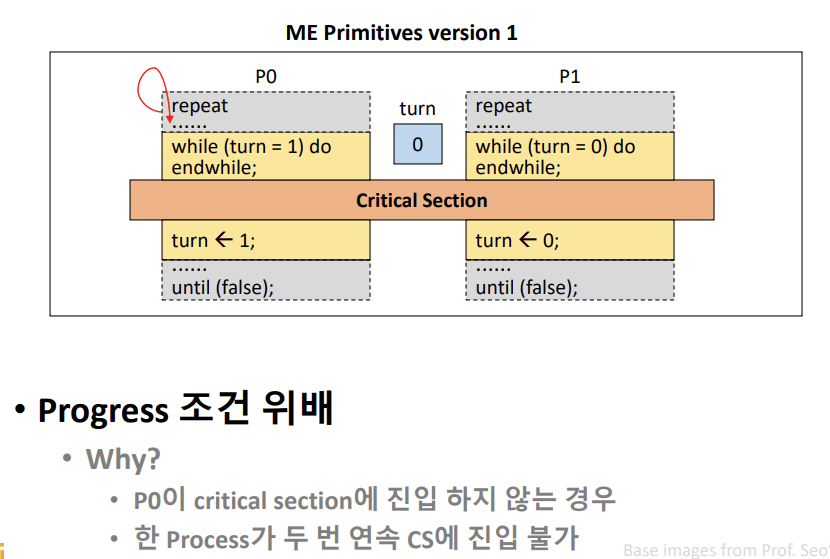 ME Primitives version 1
P0
P1
repeat
......
turn
repeat
......
while (turn = 1) do
endwhile;
0
while (turn = 0) do
endwhile;
Critical Section
turn ← 1;
turn ← 0;
......
until (false);
......
until (false);
• Progress 조건 위배
• Why?
• P0이 critical section에 진입 하지 않는 경우
• 한 Process가 두 번 연속 CS에 진입 불가
Base images from Prof. Seo'